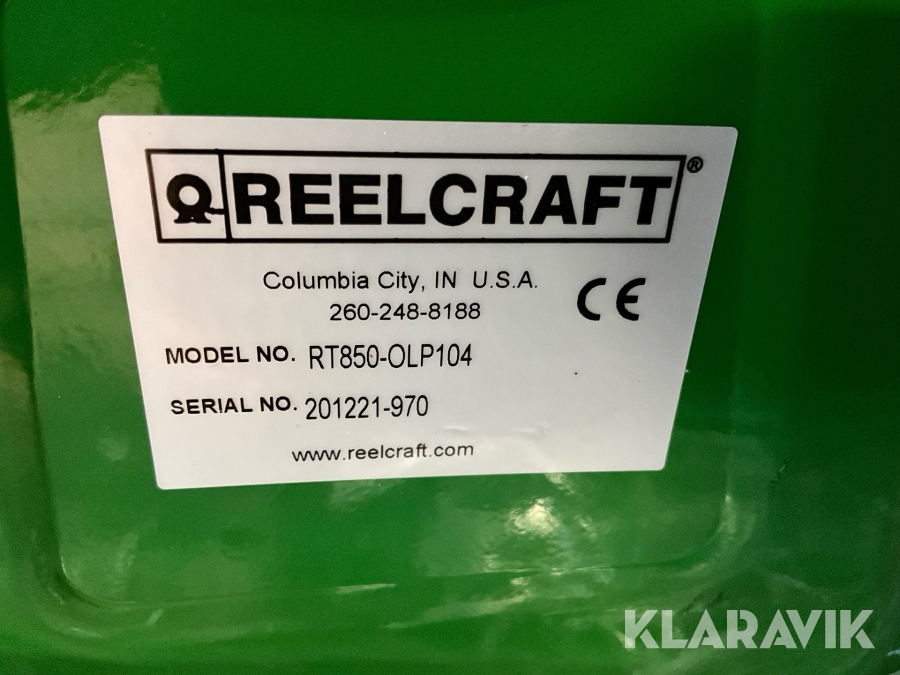 REELCRAFT®
Columbia City, IN U.S.A.
260-248-8188
CE
MODEL NO. RT850-OLP104
SERIAL NO. 201221-970
www.reelcraft.com
KLARAVIK